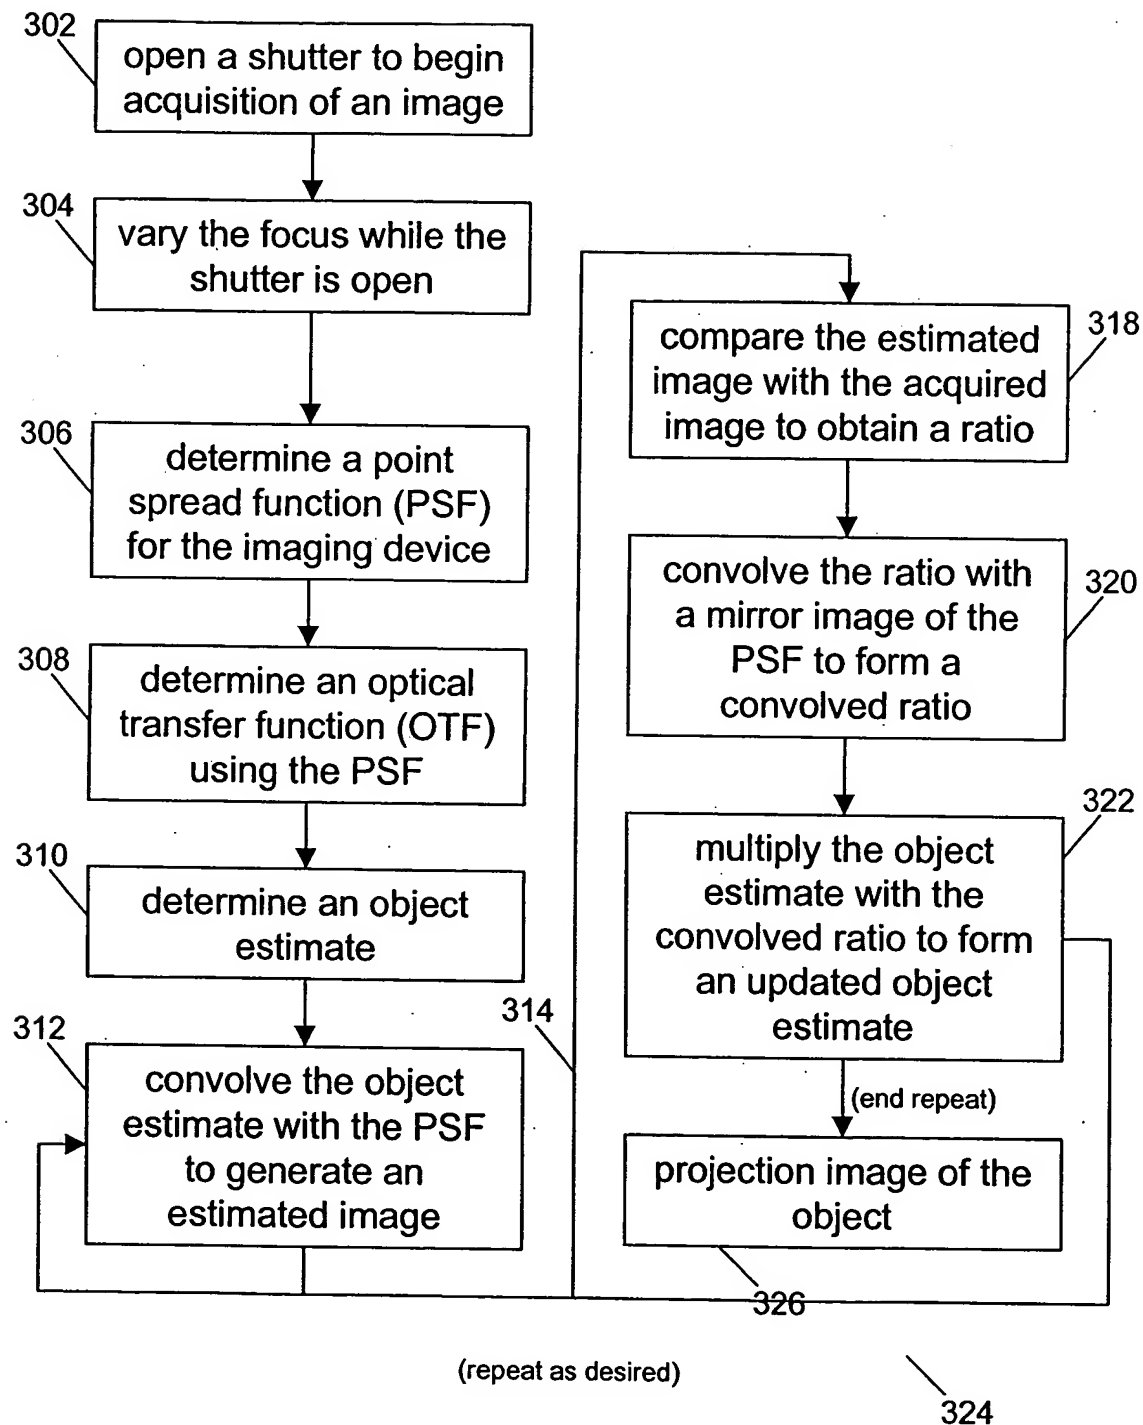 302
open a shutter to begin
acquisition of an image
304
vary the focus while the
shutter is open
306
determine a point
spread function (PSF)
for the imaging device
308
determine an optical
transfer function (OTF)
using the PSF
310
determine an object
estimate
312
convolve the object
estimate with the PSF
to generate an
estimated image
314
318
compare the estimated
image with the acquired
image to obtain a ratio
320
convolve the ratio with
a mirror image of the
PSF to form a
convolved ratio
322
multiply the object
estimate with the
convolved ratio to form
an updated object
estimate
(end repeat)
projection image of the
object
326
(repeat as desired)
324